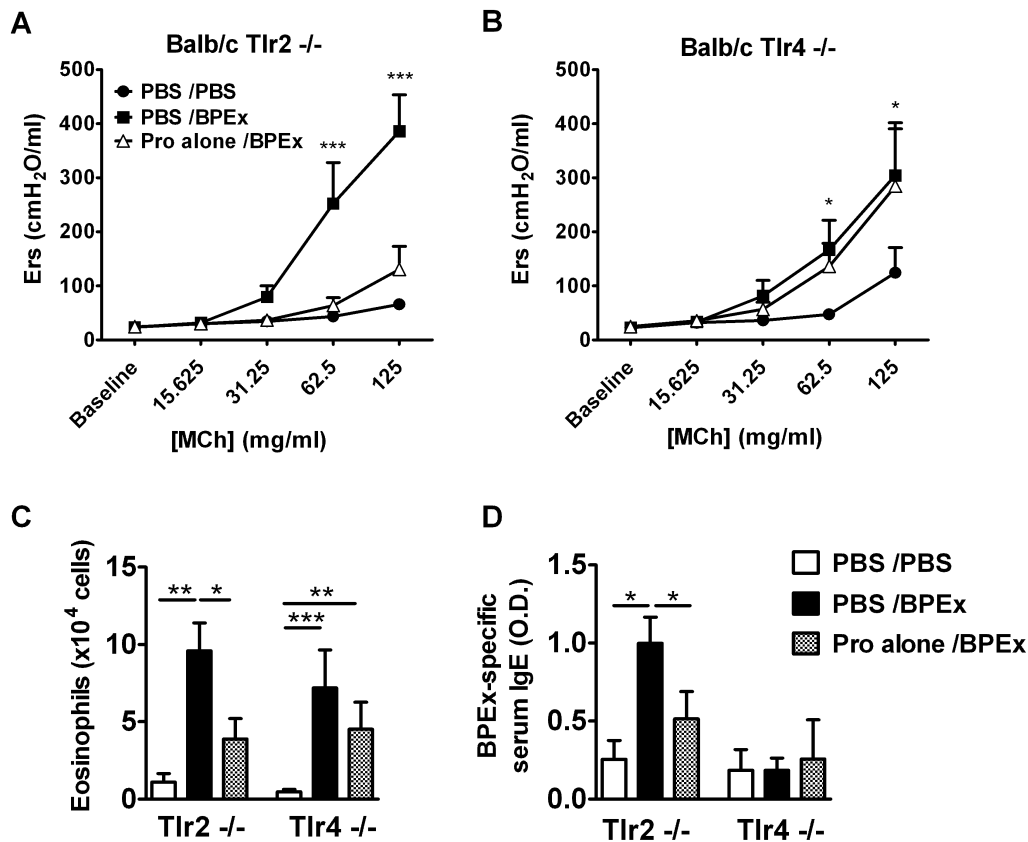 A
Balb/c Tlr2 -/-
500
400
300
200
100
0
Ers (cmH2O/ml)
PBS /PBS
PBS /BPEx
Pro alone /BPEx
***
***
Baseline
15.625
31.25
62.5
125
[MCh] (mg/ml)
B
Balb/c Tlr4 -/-
500
400
300
200
100
0
Ers (cmH2O/ml)
*
*
Baseline
15.625
31.25
62.5
125
[MCh] (mg/ml)
C
15
10
5
0
Eosinophils (x10^4 cells)
** *
**
***
Tlr2 -/- Tlr4 -/-
D
1.5
1.0
0.5
0.0
BPEx-specific
serum IgE (O.D.)
* *
Tlr2 -/- Tlr4 -/-
PBS /PBS
PBS /BPEx
Pro alone /BPEx